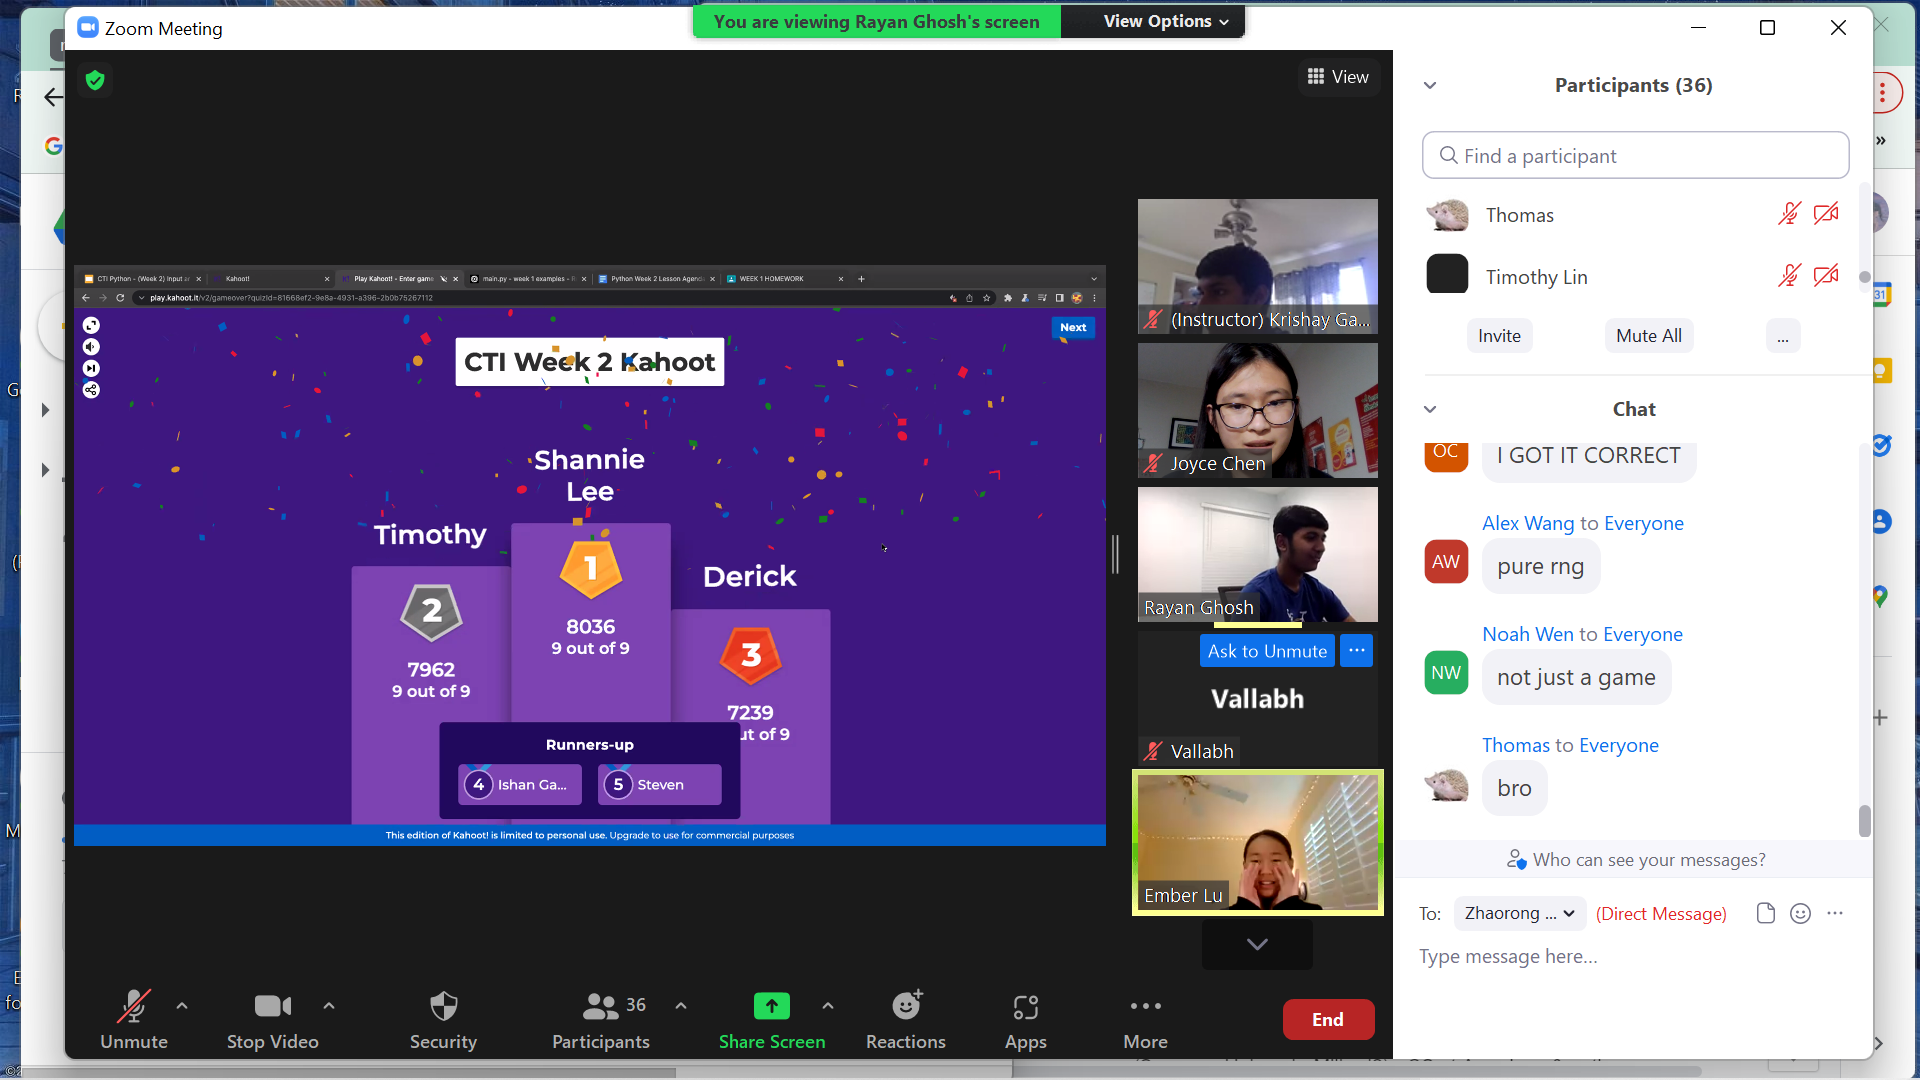 Zoom Meeting
You are viewing Rayan Ghosh's screen
View Options
View
CTI Python - (Week 2) Input a
Kahoot!
Play Kahoot! - Enter game
main.py - week 1 examples - R
Python Week 2 Lesson Agend
WEEK 1 HOMEWORK
play.kahoot.it/v2/gameover?quizId=81668ef2-9e8a-4931-a396-2b0b75267112
Next
CTI Week 2 Kahoot
Shannie
Lee
Timothy
Derick
1
2
3
8036
9 out of 9
7962
9 out of 9
7239
ut of 9
Runners-up
4 Ishan Ga...
5 Steven
This edition of Kahoot! is limited to personal use. Upgrade to use for commercial purposes
(Instructor) Krishay Ga...
Joyce Chen
Rayan Ghosh
Ask to Unmute
Vallabh
Vallabh
Ember Lu
Participants (36)
Find a participant
Thomas
Timothy Lin
Invite
Mute All
...
Chat
OC
I GOT IT CORRECT
Alex Wang to Everyone
AW
pure rng
Noah Wen to Everyone
NW
not just a game
Thomas to Everyone
bro
Who can see your messages?
To: Zhaorong ... (Direct Message)
Type message here...
36
Unmute
Stop Video
Security
Participants
Share Screen
Reactions
Apps
More
End
31